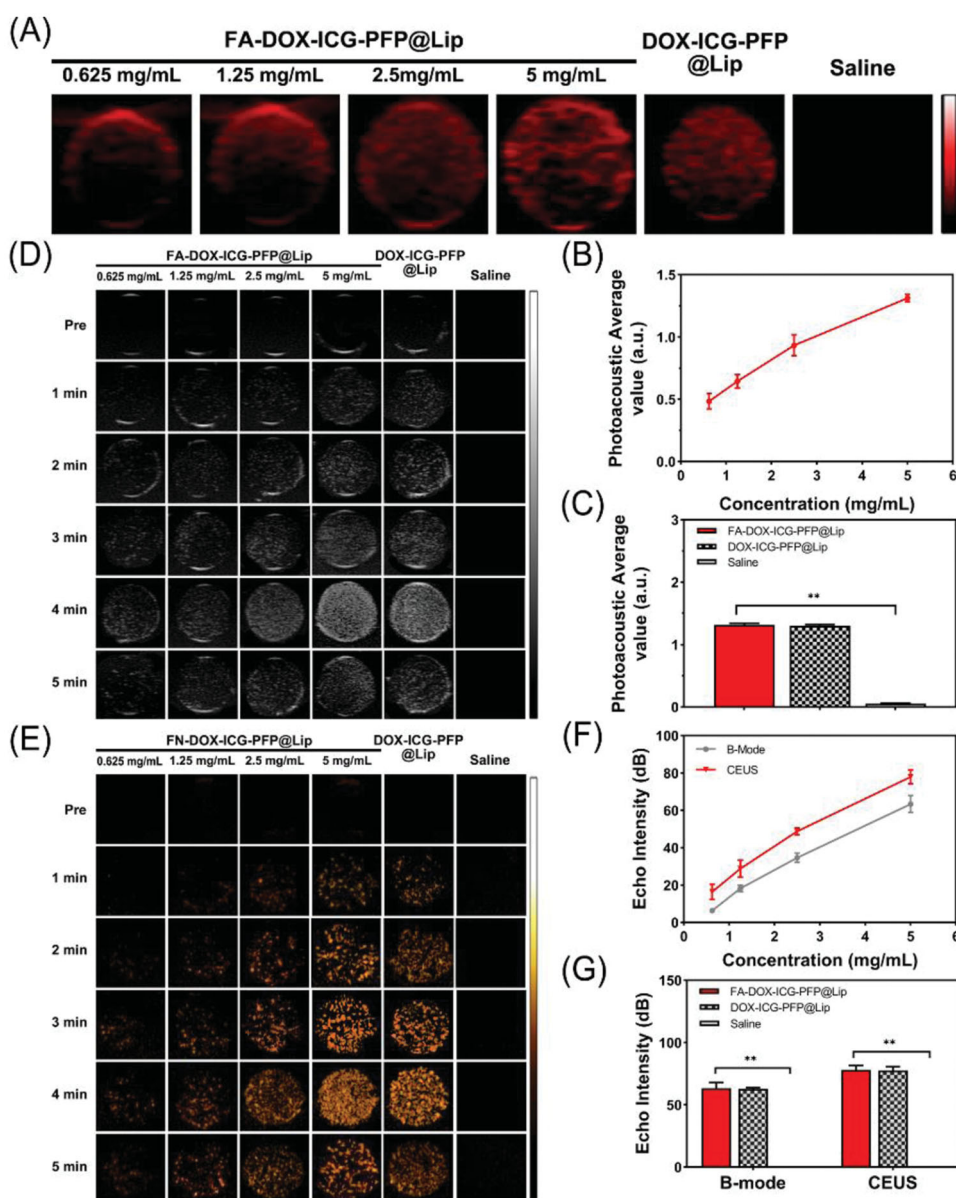 (A)
FA-DOX-ICG-PFP@Lip
DOX-ICG-PFP
@Lip
Saline
0.625 mg/mL 1.25 mg/mL 2.5mg/mL 5 mg/mL
(D)
FA-DOX-ICG-PFP@Lip
DOX-ICG-PFP
@Lip
Saline
0.625 mg/mL 1.25 mg/mL 2.5 mg/mL 5 mg/mL
Pre
1 min
2 min
3 min
4 min
5 min
(B)
Photoacoustic Average
value (a.u.)
1.5
1.0
0.5
0.0
0 1 2 3 4 5 6
Concentration (mg/mL)
(C)
Photoacoustic Average
value (a.u.)
3
2
1
0
FA-DOX-ICG-PFP@Lip
DOX-ICG-PFP@Lip
Saline
**
(E)
FN-DOX-ICG-PFP@Lip
DOX-ICG-PFP
@Lip
Saline
0.625 mg/mL 1.25 mg/mL 2.5 mg/mL 5 mg/mL
Pre
1 min
2 min
3 min
4 min
5 min
(F)
Echo Intensity (dB)
100
80
60
40
20
0
B-Mode
CEUS
0 1 2 3 4 5 6
Concentration (mg/mL)
(G)
Echo Intensity (dB)
150
100
50
0
FA-DOX-ICG-PFP@Lip
DOX-ICG-PFP@Lip
Saline
**
**
B-mode CEUS